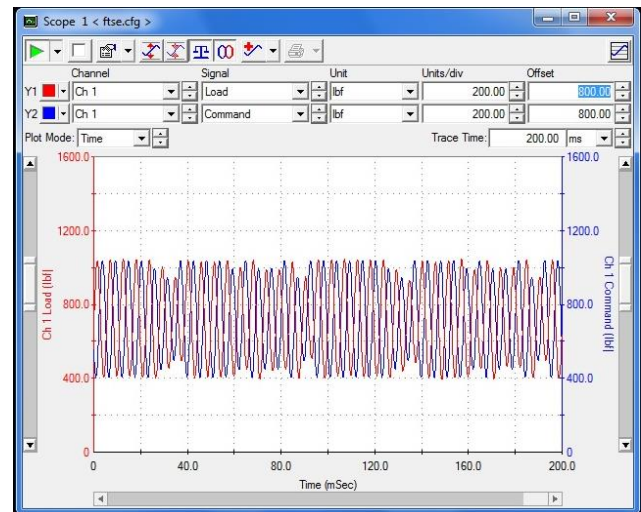 Scope 1 < ftse.cfg >
Channel Signal Unit Units/div Offset
Y1 Ch 1 Load lbf 200.00 800.00
Y2 Ch 1 Command lbf 200.00 800.00
Plot Mode: Time Trace Time: 200.00 ms
1600.0 1600.0
1200.0 1200.0
800.0 800.0
400.0 400.0
0 0
Ch 1 Load (lbf)
Ch 1 Command (lbf)
0 40.0 80.0 120.0 160.0 200.0
Time (mSec)